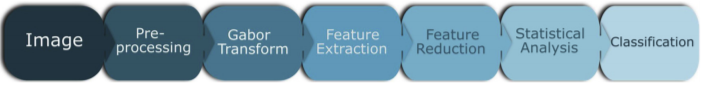 Image
Pre-
processing
Gabor
Transform
Feature
Extraction
Feature
Reduction
Statistical
Analysis
Classification